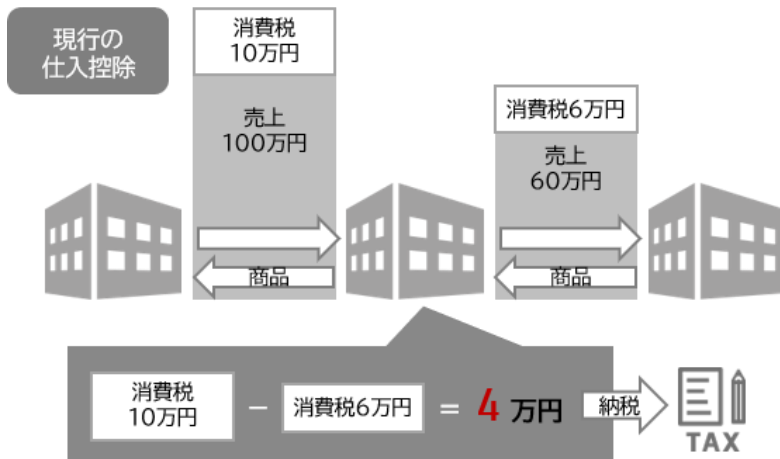 現行の
仕入控除
消費税
10万円
売上
100万円
消費税6万円
売上
60万円
商品
商品
消費税
10万円
−
消費税6万円
=
4 万円
納税
TAX